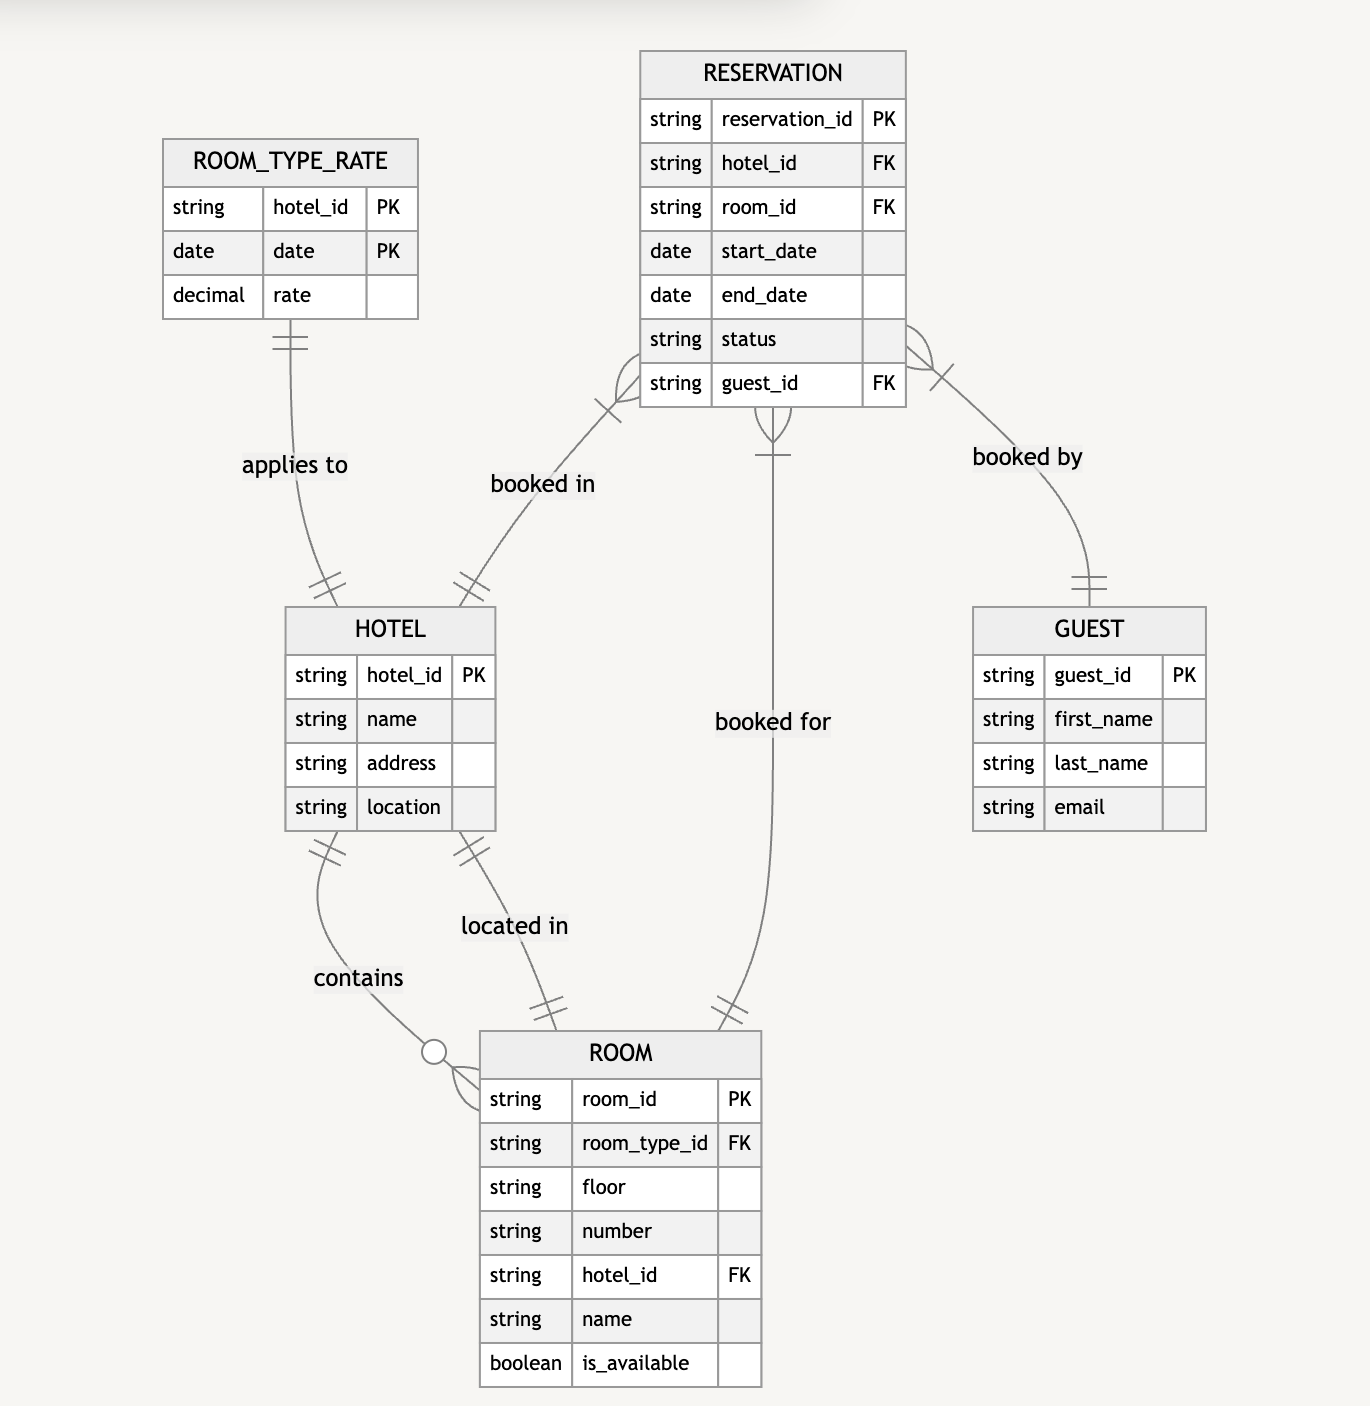 RESERVATION
string reservation_id PK
string hotel_id FK
string room_id FK
date start_date
date end_date
string status
string guest_id FK
ROOM_TYPE_RATE
string hotel_id PK
date date PK
decimal rate
applies to
booked in
booked by
booked for
HOTEL
string hotel_id PK
string name
string address
string location
GUEST
string guest_id PK
string first_name
string last_name
string email
located in
contains
ROOM
string room_id PK
string room_type_id FK
string floor
string number
string hotel_id FK
string name
boolean is_available